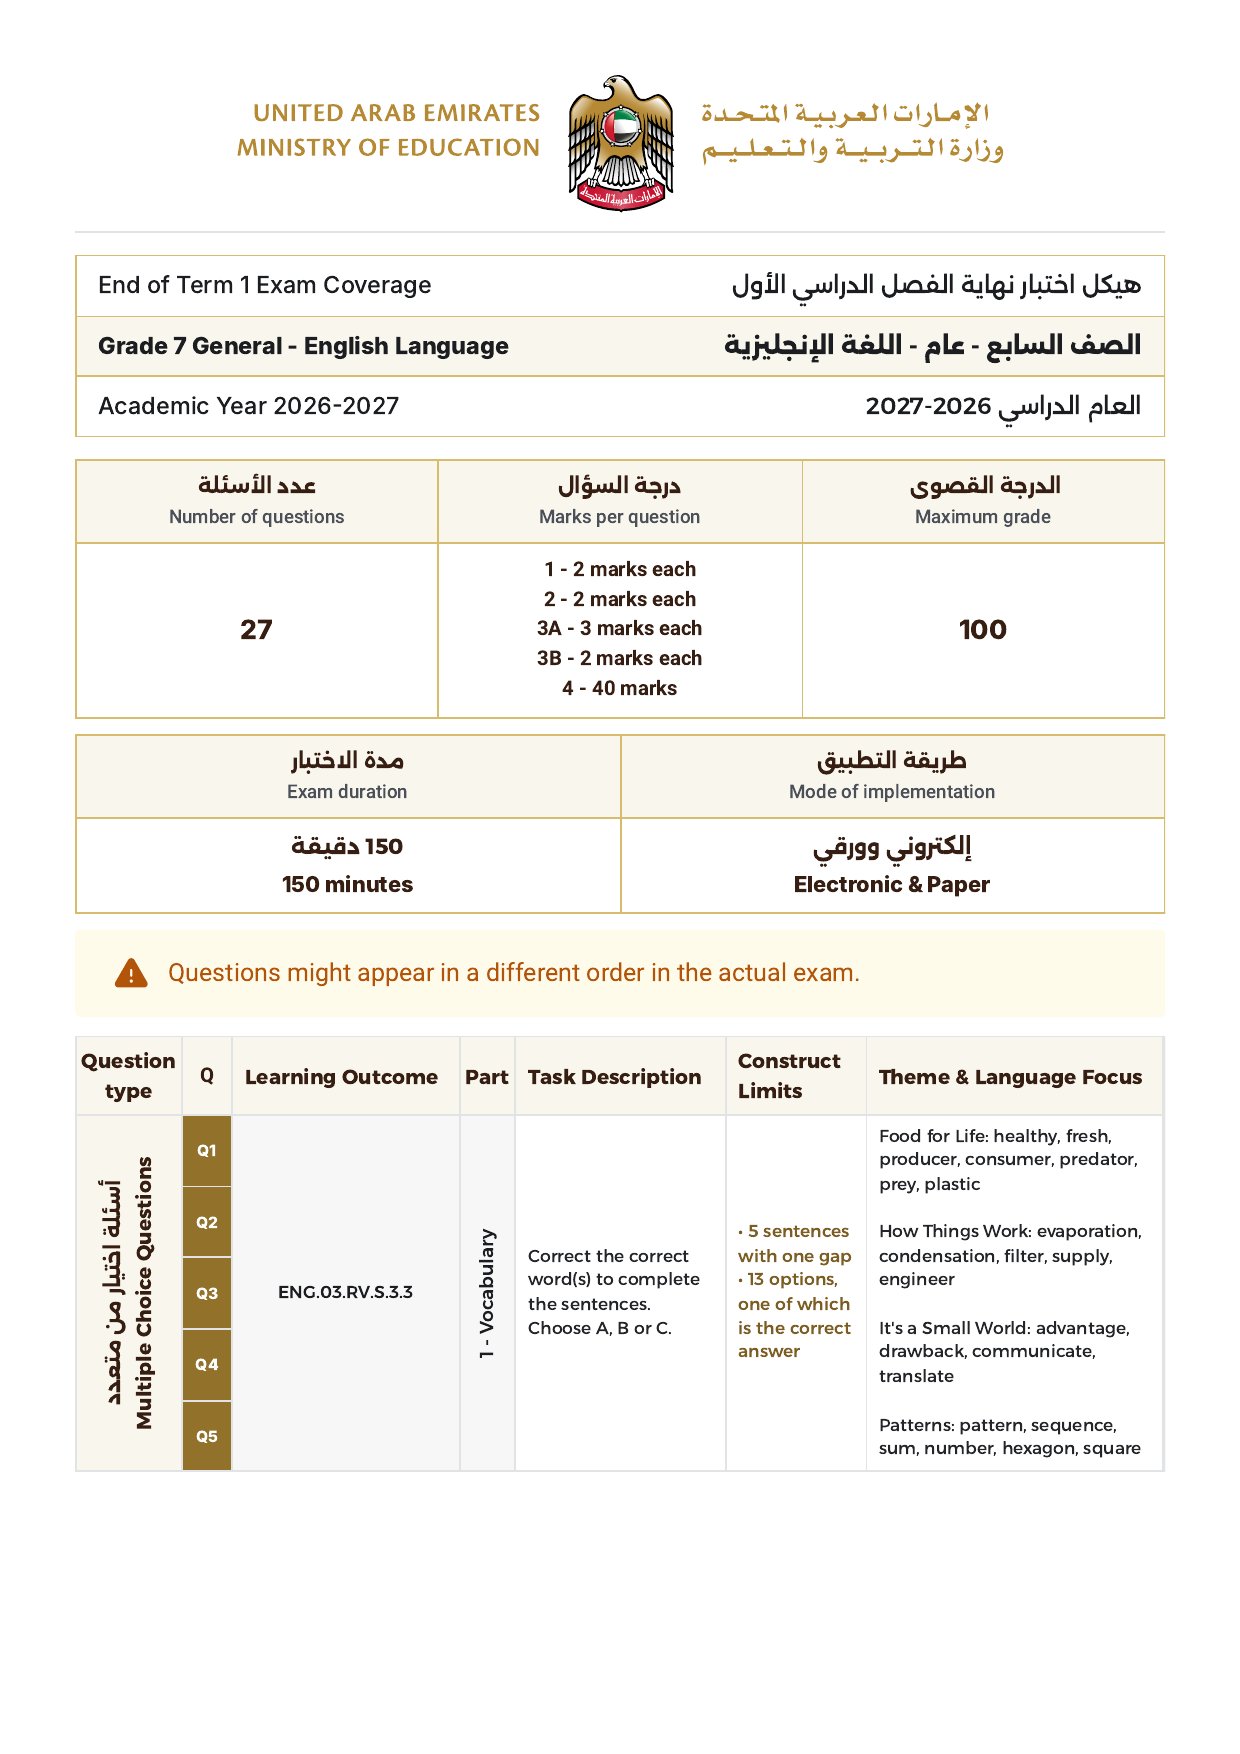 UNITED ARAB EMIRATES
MINISTRY OF EDUCATION
الإمارات العربية المتحدة
وزارة التربية والتعليم
الإمارات العربية المتحدة
End of Term 1 Exam Coverage
هيكل اختبار نهاية الفصل الدراسي الأول
Grade 7 General - English Language
الصف السابع - عام - اللغة الإنجليزية
Academic Year 2026-2027
العام الدراسي 2026-2027
عدد الأسئلة
Number of questions
درجة السؤال
Marks per question
الدرجة القصوى
Maximum grade
27
1 - 2 marks each
2 - 2 marks each
3A - 3 marks each
3B - 2 marks each
4 - 40 marks
100
مدة الاختبار
Exam duration
طريقة التطبيق
Mode of implementation
150 دقيقة
150 minutes
إلكتروني وورقي
Electronic & Paper
Questions might appear in a different order in the actual exam.
Question
type
Q
Learning Outcome
Part
Task Description
Construct
Limits
Theme & Language Focus
أسئلة اختيار من متعدد
Multiple Choice Questions
Q1
Q2
Q3
Q4
Q5
ENG.03.RV.S.3.3
1 - Vocabulary
Correct the correct
word(s) to complete
the sentences.
Choose A, B or C.
• 5 sentences
with one gap
• 13 options,
one of which
is the correct
answer
Food for Life: healthy, fresh,
producer, consumer, predator,
prey, plastic
How Things Work: evaporation,
condensation, filter, supply,
engineer
It's a Small World: advantage,
drawback, communicate,
translate
Patterns: pattern, sequence,
sum, number, hexagon, square